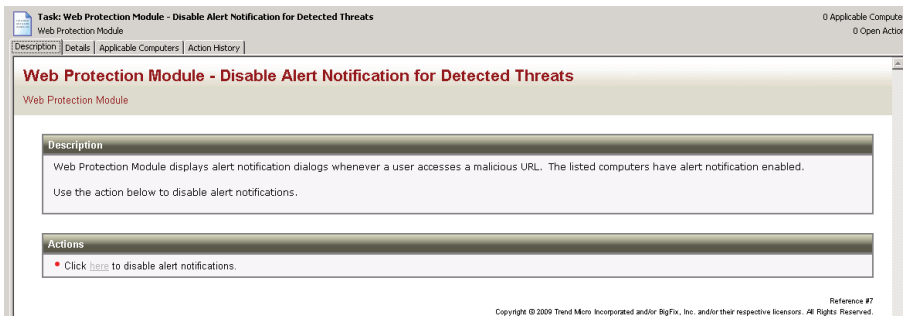 Task: Web Protection Module - Disable Alert Notification for Detected Threats
0 Applicable Compute
Web Protection Module
0 Open Action
Description Details Applicable Computers Action History
Web Protection Module - Disable Alert Notification for Detected Threats
Web Protection Module
Description
Web Protection Module displays alert notification dialogs whenever a user accesses a malicious URL. The listed computers have alert notification enabled.
Use the action below to disable alert notifications.
Actions
Click here to disable alert notifications.
Reference #7
Copyright © 2009 Trend Micro Incorporated and/or BigFix, Inc. and/or their respective licensors. All Rights Reserved.